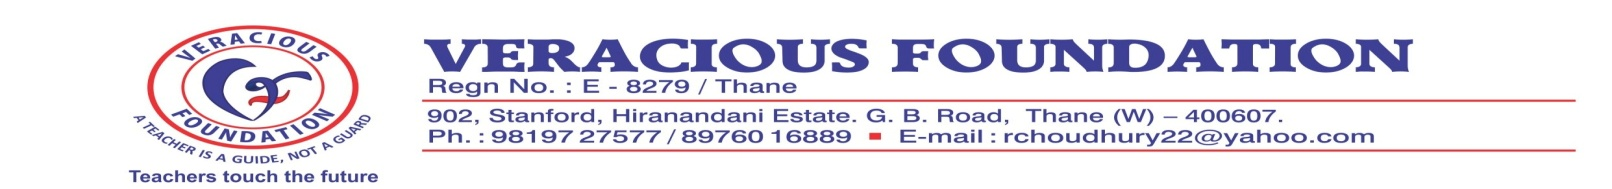 VERACIOUS
FOUNDATION
A TEACHER IS A GUIDE, NOT A GUARD
Teachers touch the future
VERACIOUS FOUNDATION
Regn No. : E - 8279 / Thane
902, Stanford, Hiranandani Estate. G. B. Road, Thane (W) – 400607.
Ph. : 98197 27577 / 89760 16889 E-mail : rchoudhury22@yahoo.com